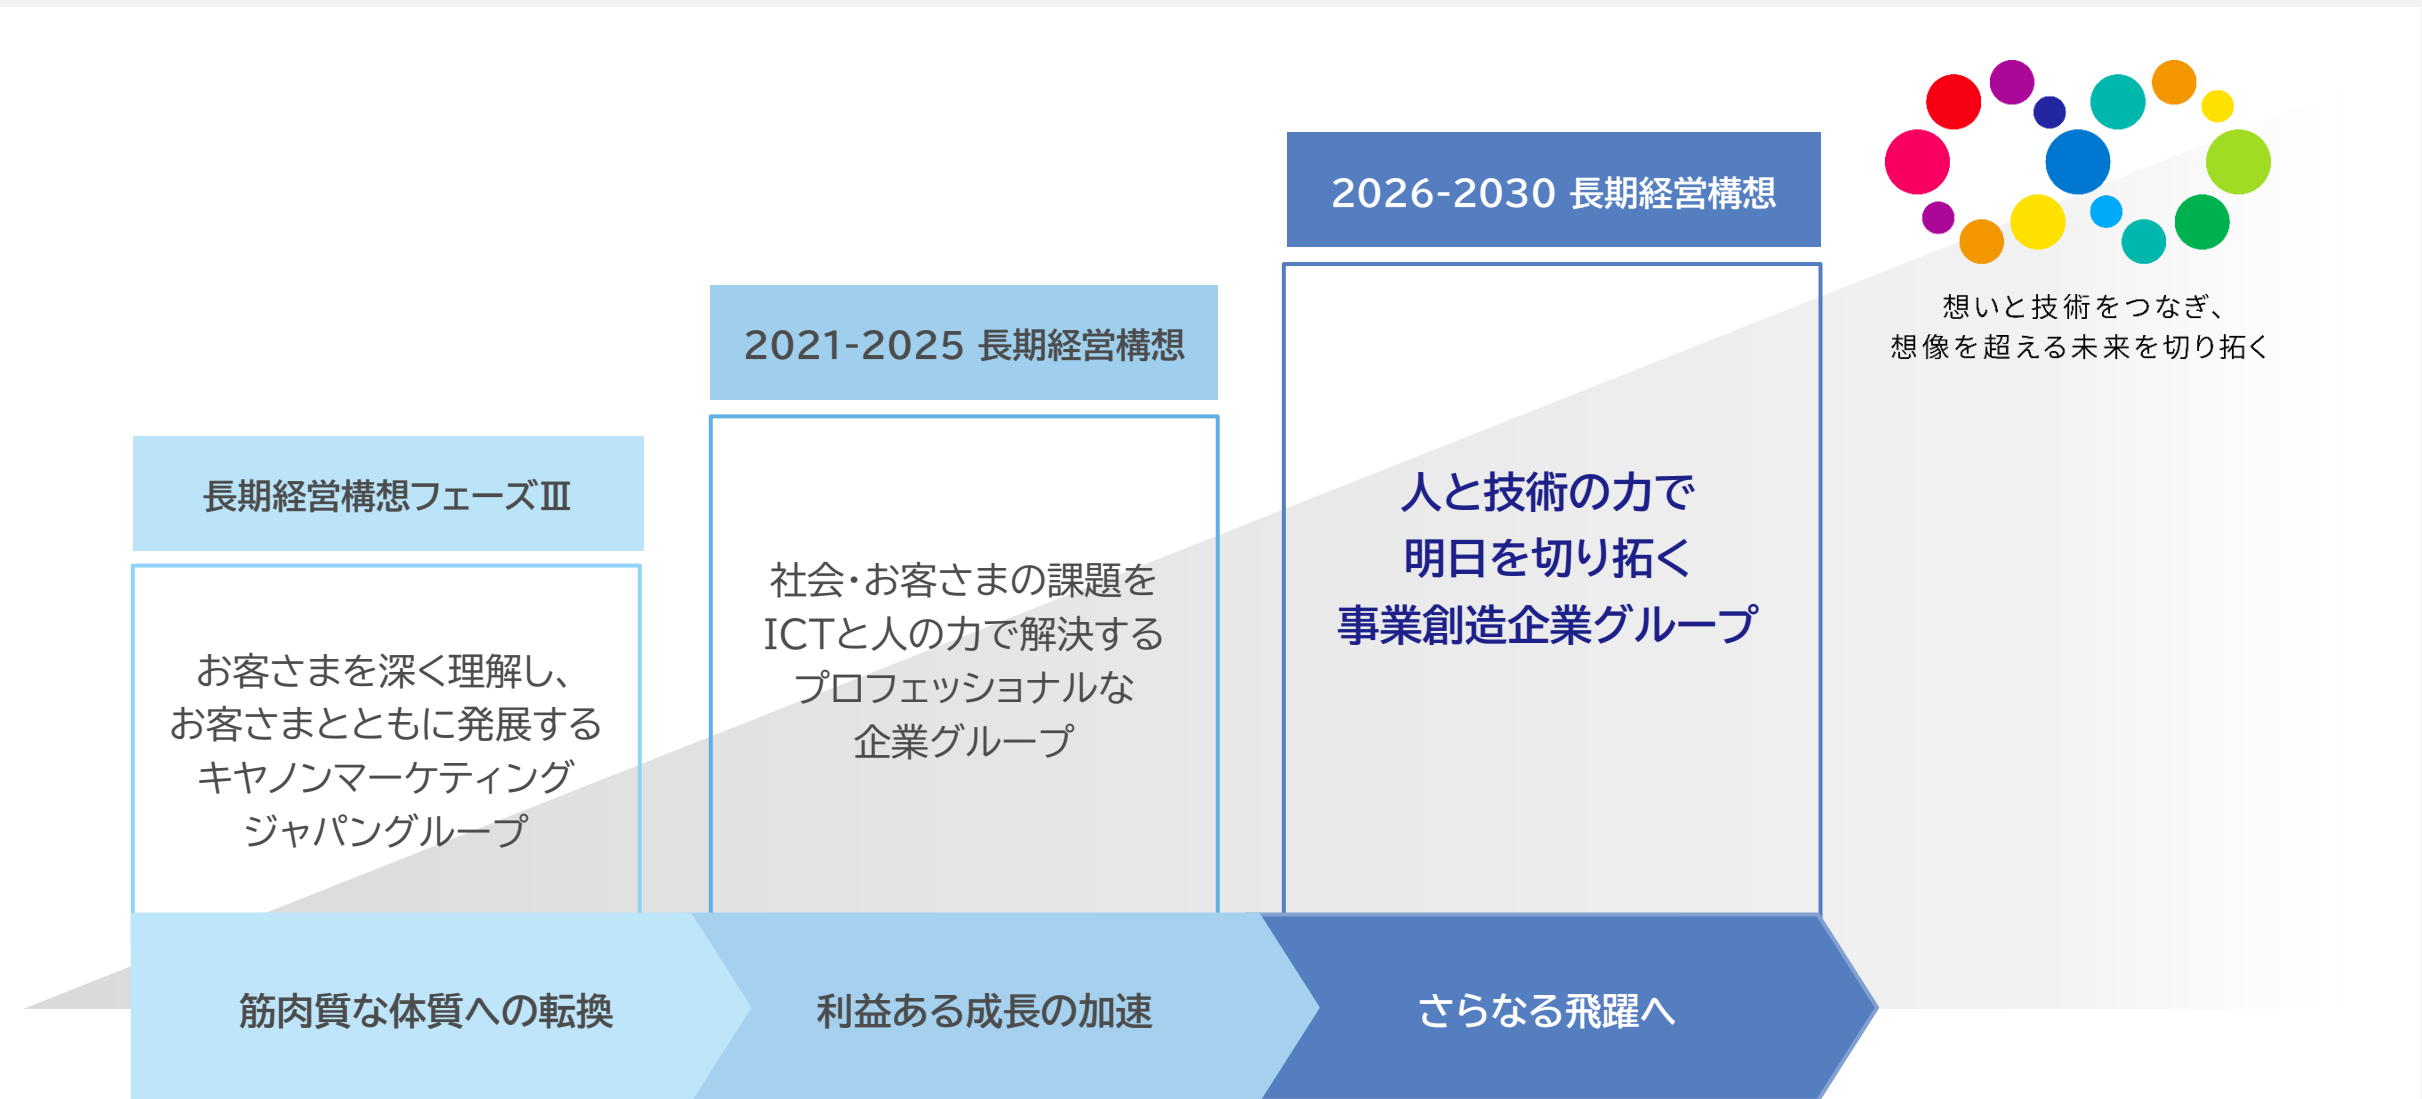 長期経営構想フェーズⅢ
お客さまを深く理解し、
お客さまとともに発展する
キヤノンマーケティング
ジャパングループ
筋肉質な体質への転換
2021-2025 長期経営構想
社会・お客さまの課題を
ICTと人の力で解決する
プロフェッショナルな
企業グループ
利益ある成長の加速
2026-2030 長期経営構想
人と技術の力で
明日を切り拓く
事業創造企業グループ
さらなる飛躍へ
想いと技術をつなぎ、
想像を超える未来を切り拓く